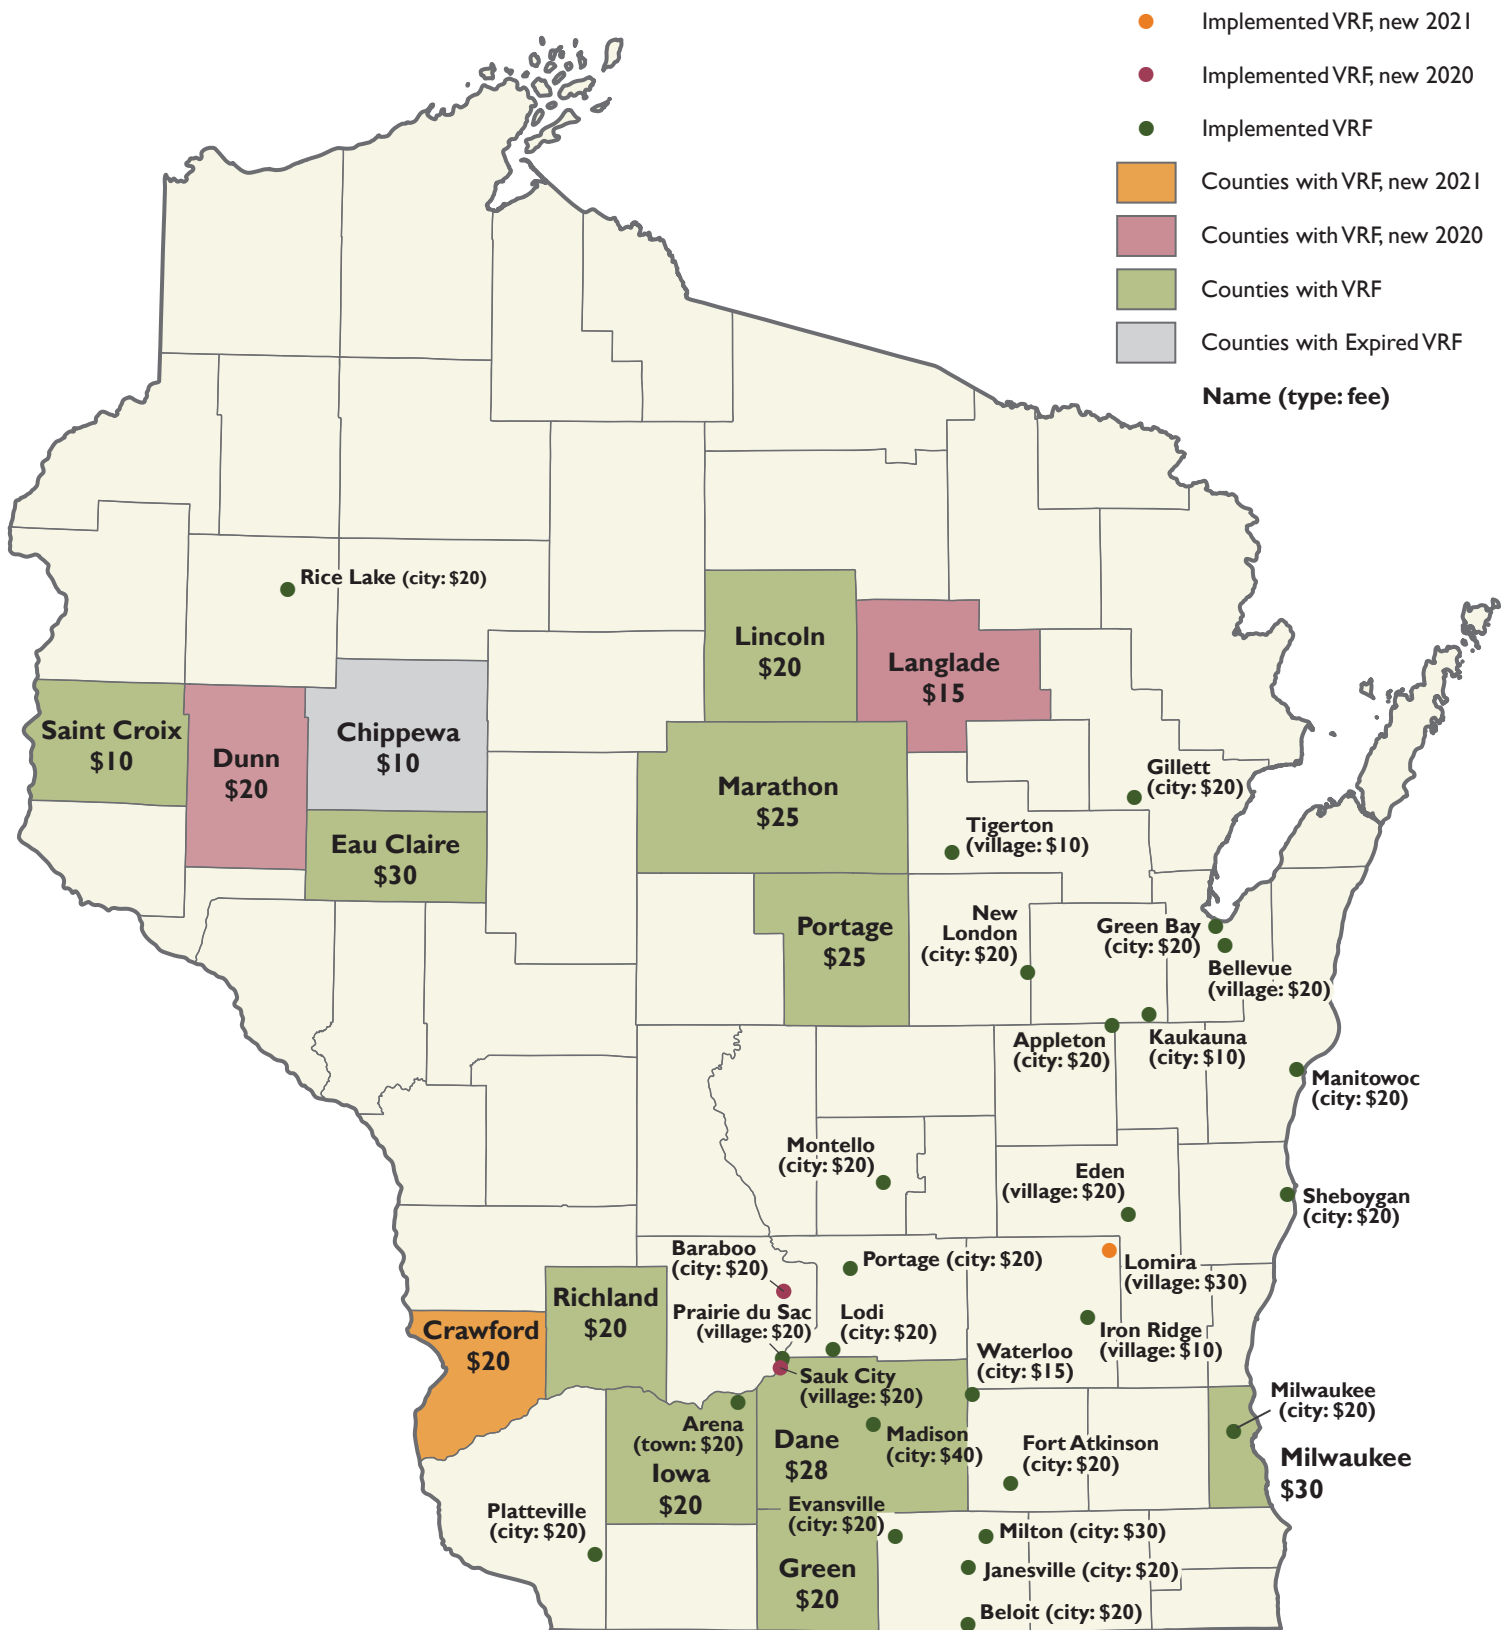 Implemented VRF, new 2021
Implemented VRF, new 2020
Implemented VRF
Counties with VRF, new 2021
Counties with VRF, new 2020
Counties with VRF
Counties with Expired VRF
Name (type: fee)
Rice Lake (city: $20)
Lincoln
$20
Langlade
$15
Saint Croix
$10
Dunn
$20
Chippewa
$10
Eau Claire
$30
Marathon
$25
Gillett
(city: $20)
Tigerton
(village: $10)
Portage
$25
New
London
(city: $20)
Green Bay
(city: $20)
Bellevue
(village: $20)
Appleton
(city: $20)
Kaukauna
(city: $10)
Manitowoc
(city: $20)
Montello
(city: $20)
Eden
(village: $20)
Sheboygan
(city: $20)
Baraboo
(city: $20)
Portage (city: $20)
Lomira
(village: $30)
Richland
$20
Prairie du Sac
(village: $20)
Lodi
(city: $20)
Crawford
$20
Iron Ridge
(village: $10)
Waterloo
(city: $15)
Sauk City
(village: $20)
Milwaukee
(city: $20)
Arena
(town: $20)
Dane
$28
Madison
(city: $40)
Fort Atkinson
(city: $20)
Milwaukee
$30
Iowa
$20
Platteville
(city: $20)
Evansville
(city: $20)
Milton (city: $30)
Green
$20
Janesville (city: $20)
Beloit (city: $20)